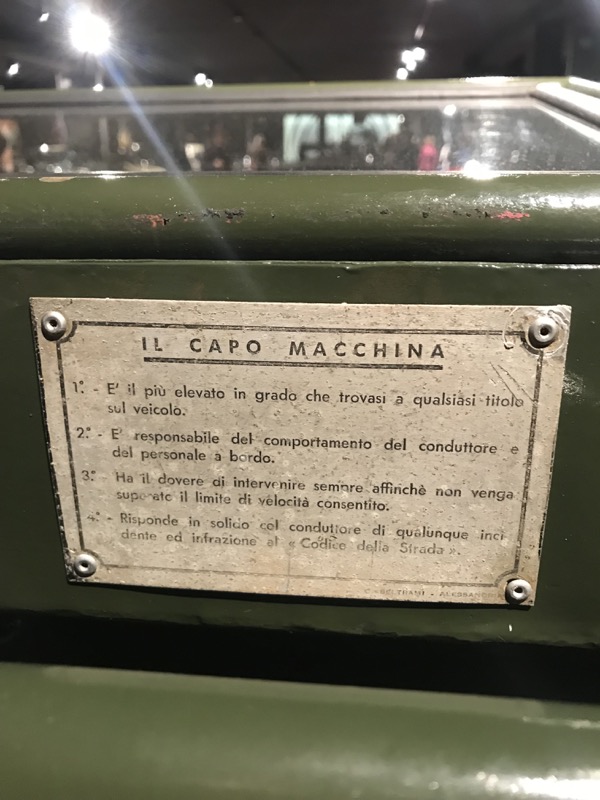 IL CAPO MACCHINA
1° - E' il più elevato in grado che trovasi a qualsiasi titolo
sul veicolo.
2° - E' responsabile del comportamento del conduttore e
del personale a bordo.
3° - Ha il dovere di intervenire sempre affinchè non venga
superato il limite di velocità consentito.
4° - Risponde in solido col conduttore di qualunque inci
dente ed infrazione al « Codice della Strada ».
BELTRAMI - ALESSANDRIA